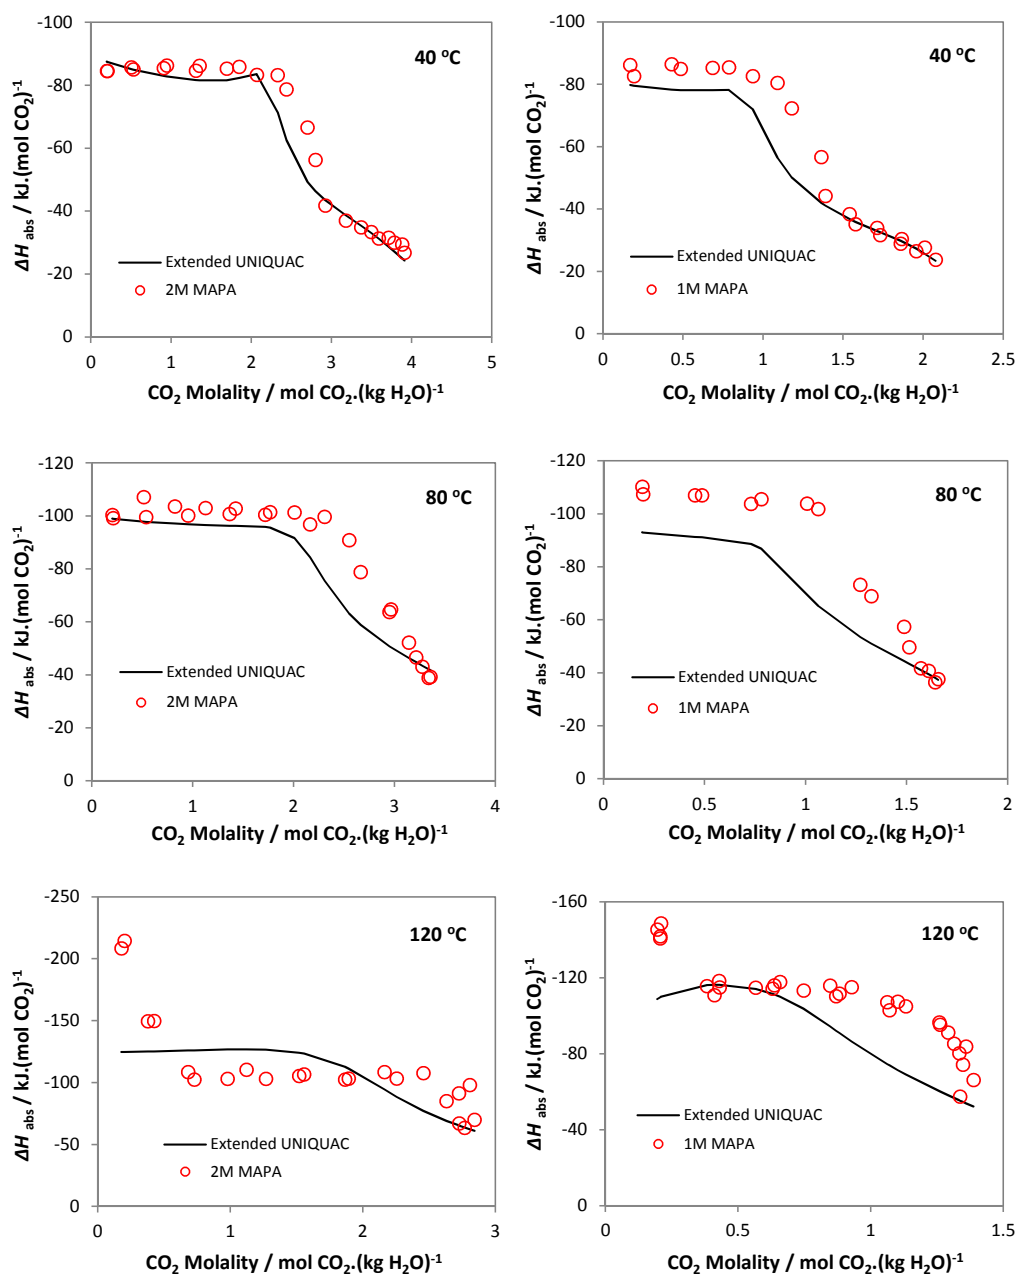 -100
-80
-60
-40
-20
0
0
1
2
3
4
5
40 °C
Extended UNIQUAC
2M MAPA
ΔH abs / kJ.(mol CO2)-1
CO2 Molality / mol CO2.(kg H2O)-1
-100
-80
-60
-40
-20
0
0
0.5
1
1.5
2
2.5
40 °C
Extended UNIQUAC
1M MAPA
ΔH abs / kJ.(mol CO2)-1
CO2 Molality / mol CO2.(kg H2O)-1
-120
-100
-80
-60
-40
-20
0
0
1
2
3
4
80 °C
Extended UNIQUAC
2M MAPA
ΔH abs / kJ.(mol CO2)-1
CO2 Molality / mol CO2.(kg H2O)-1
-120
-100
-80
-60
-40
-20
0
0
0.5
1
1.5
2
80 °C
Extended UNIQUAC
1M MAPA
ΔH abs / kJ.(mol CO2)-1
CO2 Molality / mol CO2.(kg H2O)-1
-250
-200
-150
-100
-50
0
0
1
2
3
120 °C
Extended UNIQUAC
2M MAPA
ΔH abs / kJ.(mol CO2)-1
CO2 Molality / mol CO2.(kg H2O)-1
-160
-120
-80
-40
0
0
0.5
1
1.5
120 °C
Extended UNIQUAC
1M MAPA
ΔH abs / kJ.(mol CO2)-1
CO2 Molality / mol CO2.(kg H2O)-1